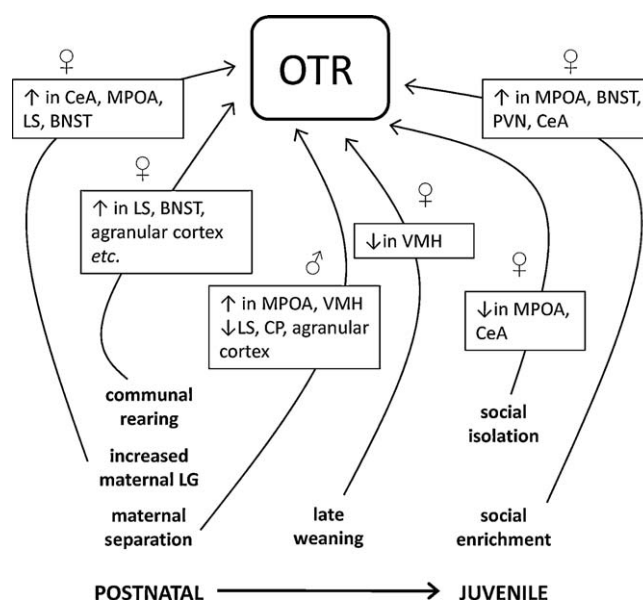 OTR
♀
↑ in CeA, MPOA,
LS, BNST
♀
↑ in MPOA, BNST,
PVN, CeA
♀
↑ in LS, BNST,
agranular cortex
etc.
♀
↓in VMH
♂
↑ in MPOA, VMH
↓LS, CP, agranular
cortex
♀
↓in MPOA,
CeA
communal
rearing
increased
maternal LG
maternal
separation
late
weaning
social
isolation
social
enrichment
POSTNATAL
JUVENILE